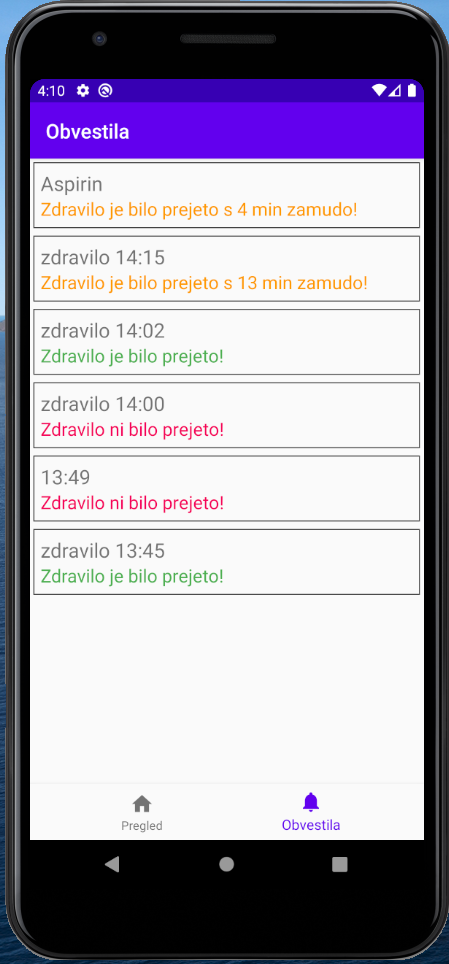 4:10
Obvestila
Aspirin
Zdravilo je bilo prejeto s 4 min zamudo!
zdravilo 14:15
Zdravilo je bilo prejeto s 13 min zamudo!
zdravilo 14:02
Zdravilo je bilo prejeto!
zdravilo 14:00
Zdravilo ni bilo prejeto!
13:49
Zdravilo ni bilo prejeto!
zdravilo 13:45
Zdravilo je bilo prejeto!
Pregled
Obvestila